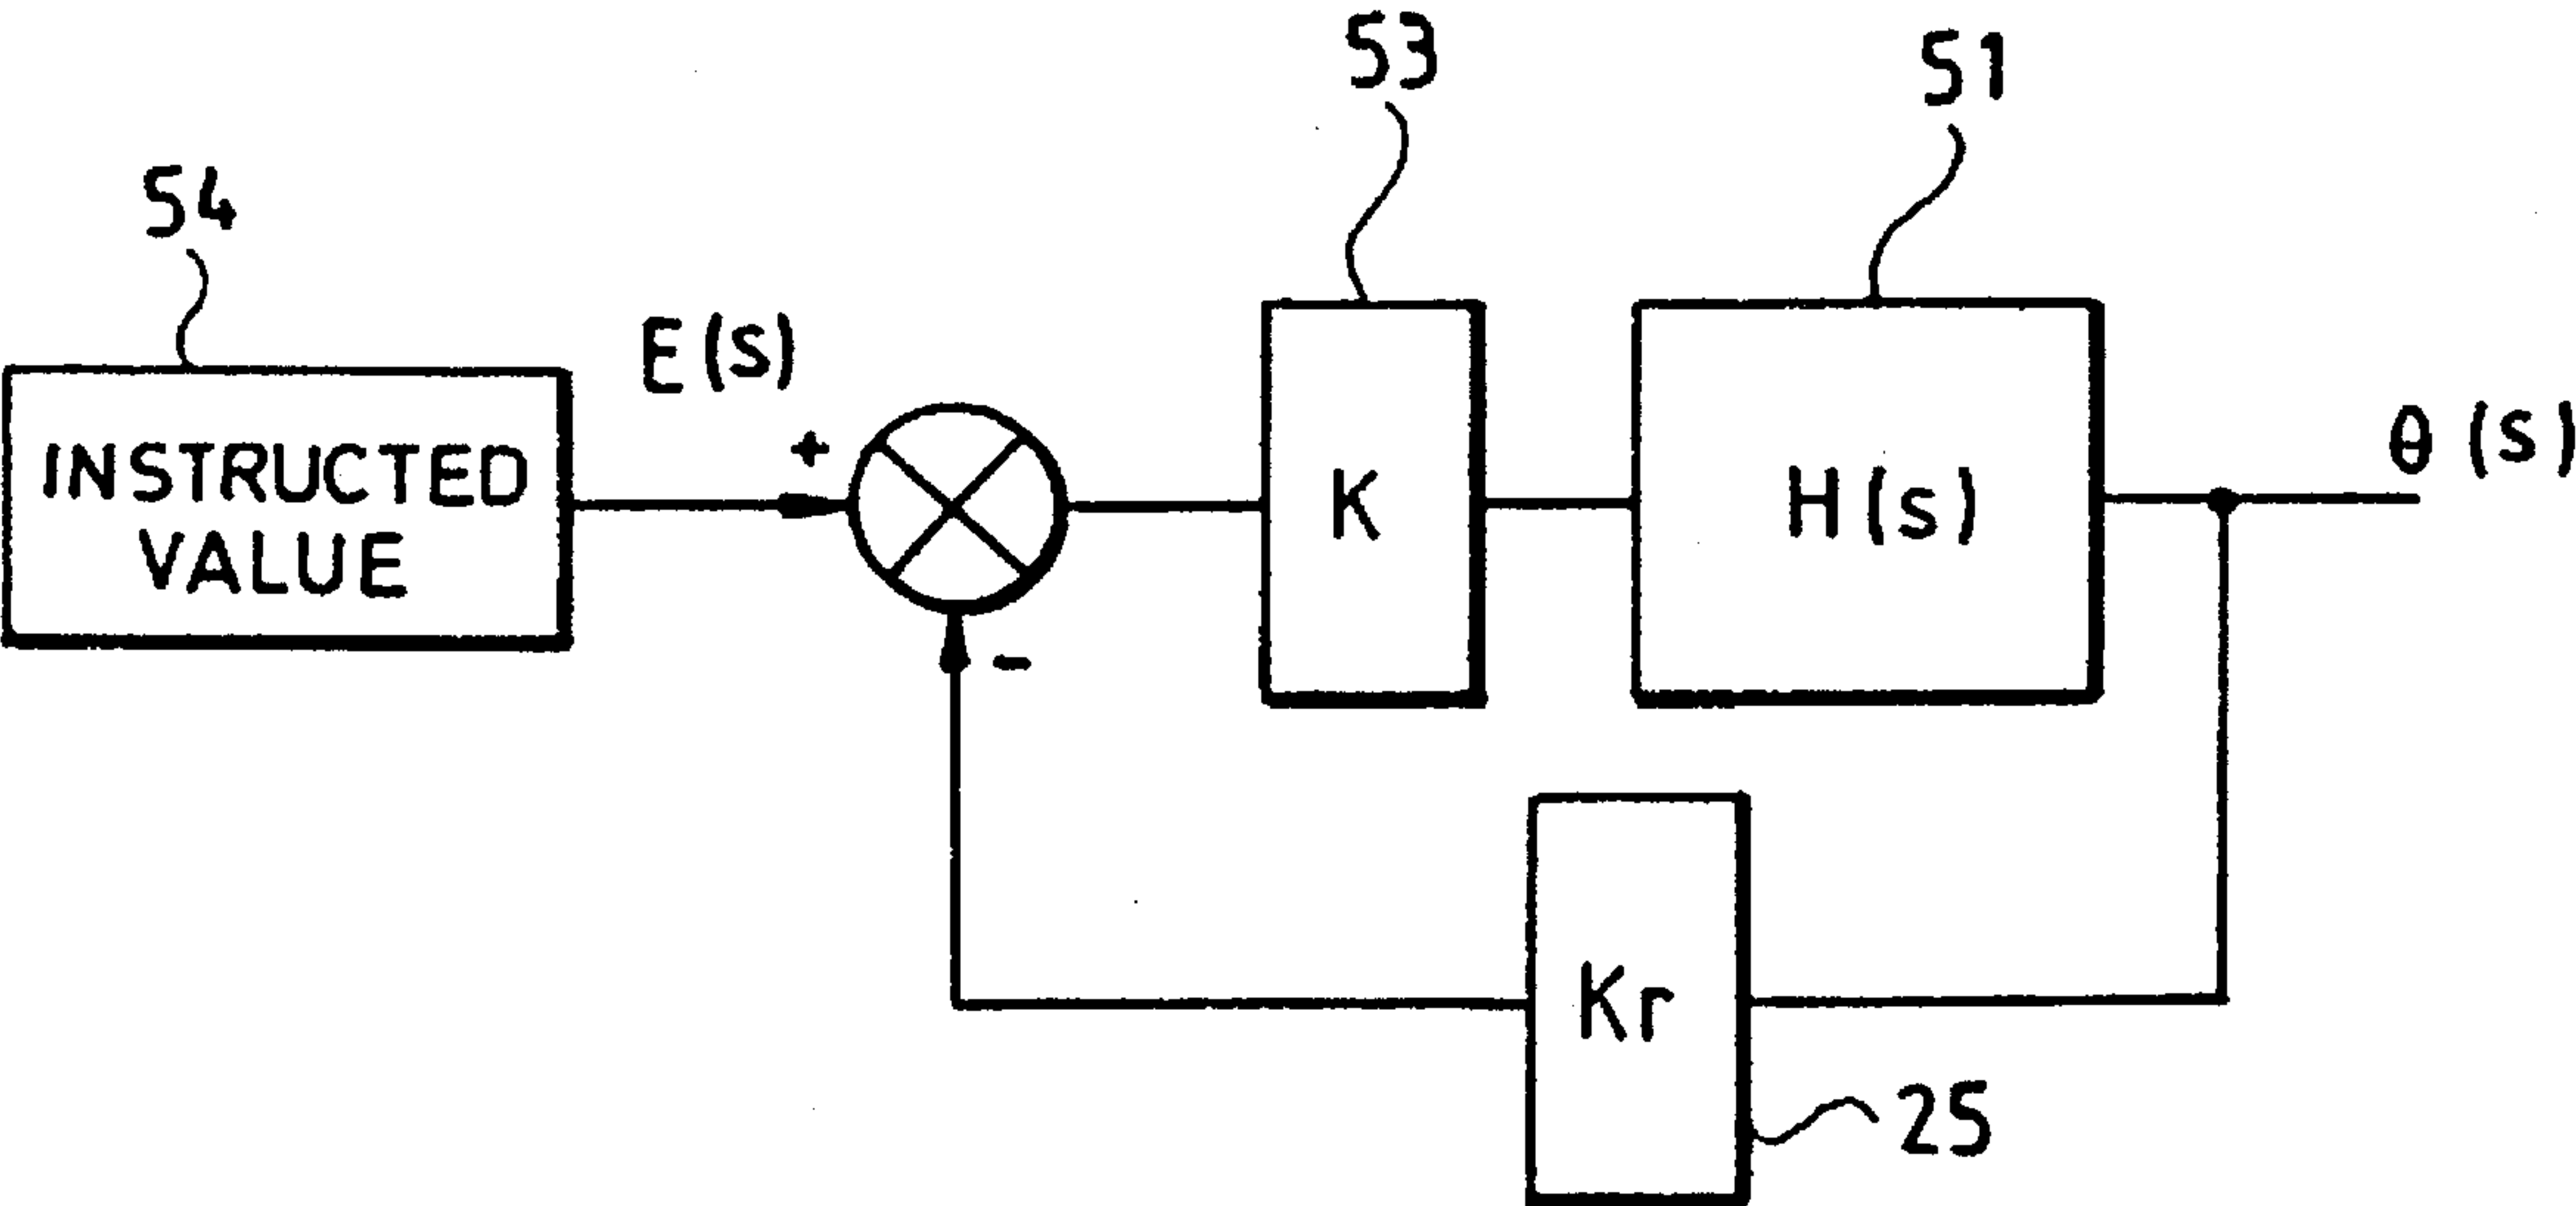 53
51
54
E(s)
+
INSTRUCTED
VALUE
K
H(s)
θ(s)
-
Kr
25